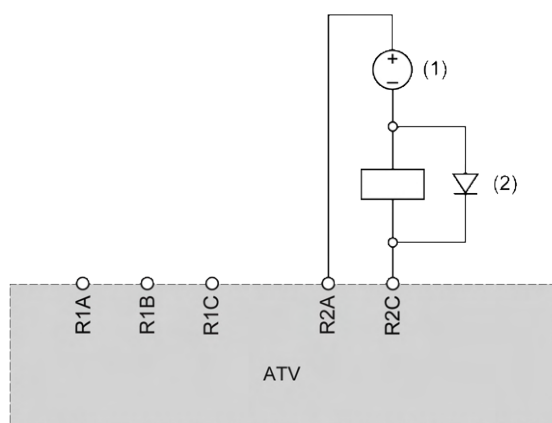 +
(1)
−
(2)
R1A
R1B
R1C
R2A
R2C
ATV